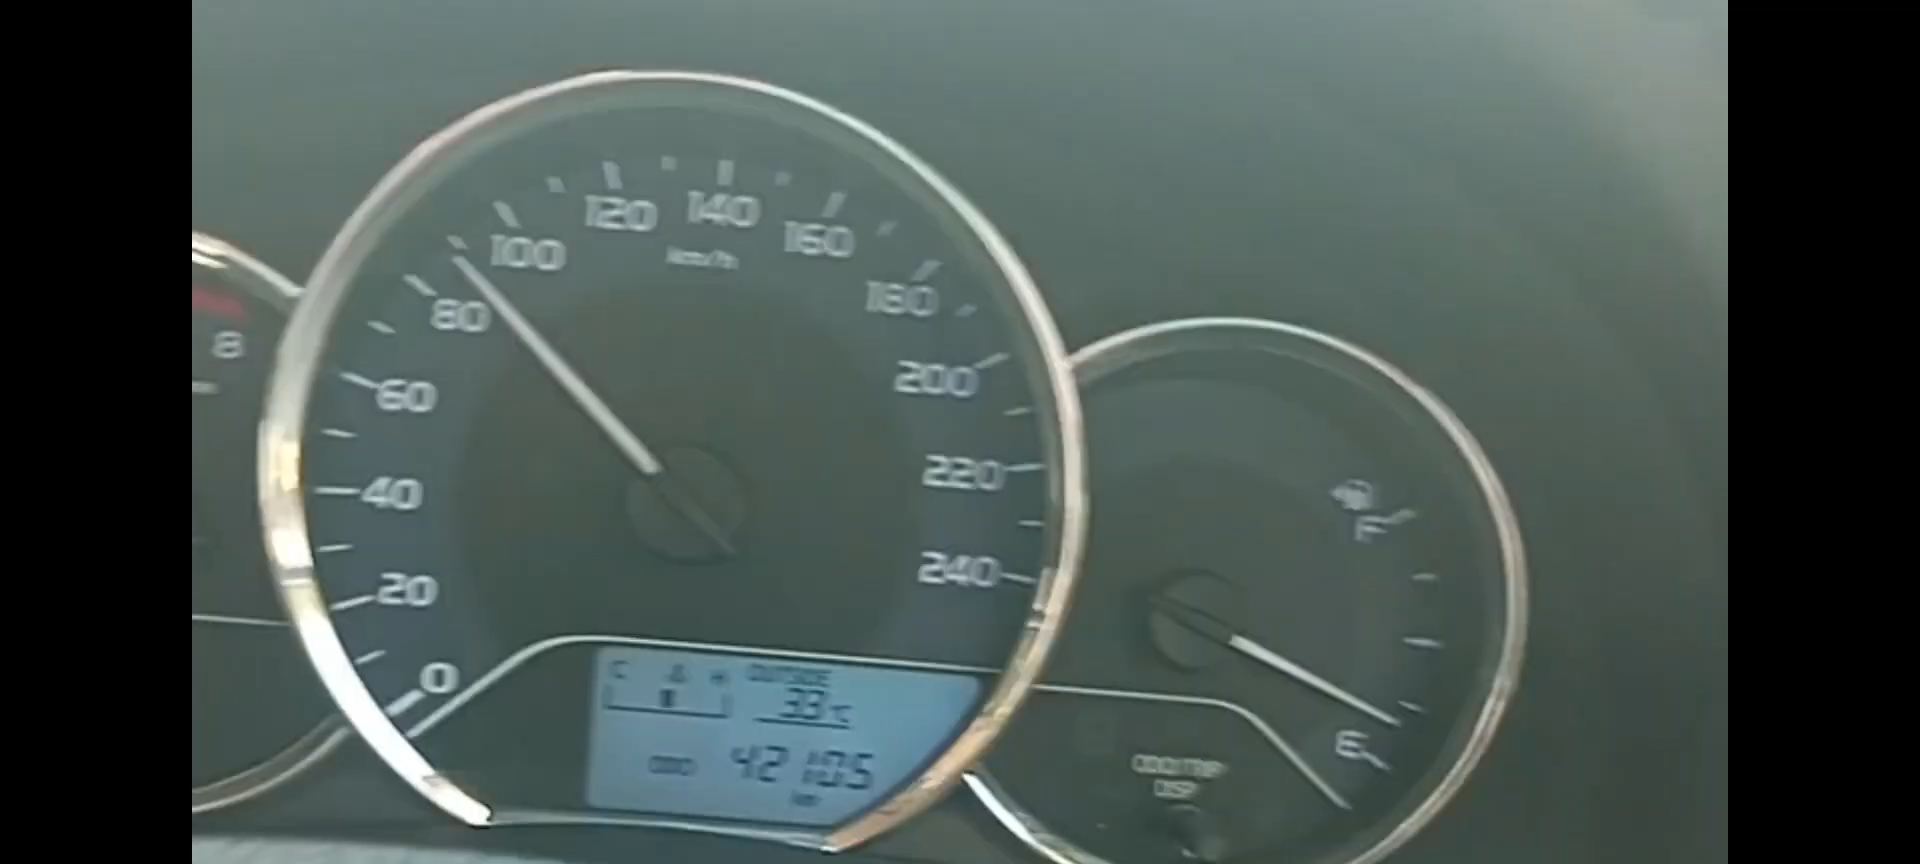 120 140
100 160
km/h
80 180
8
60 200
40 220
20 240
0
F
E
C H OUTSIDE
33°C
ODO 42105
km
ODO/TRIP
DISP